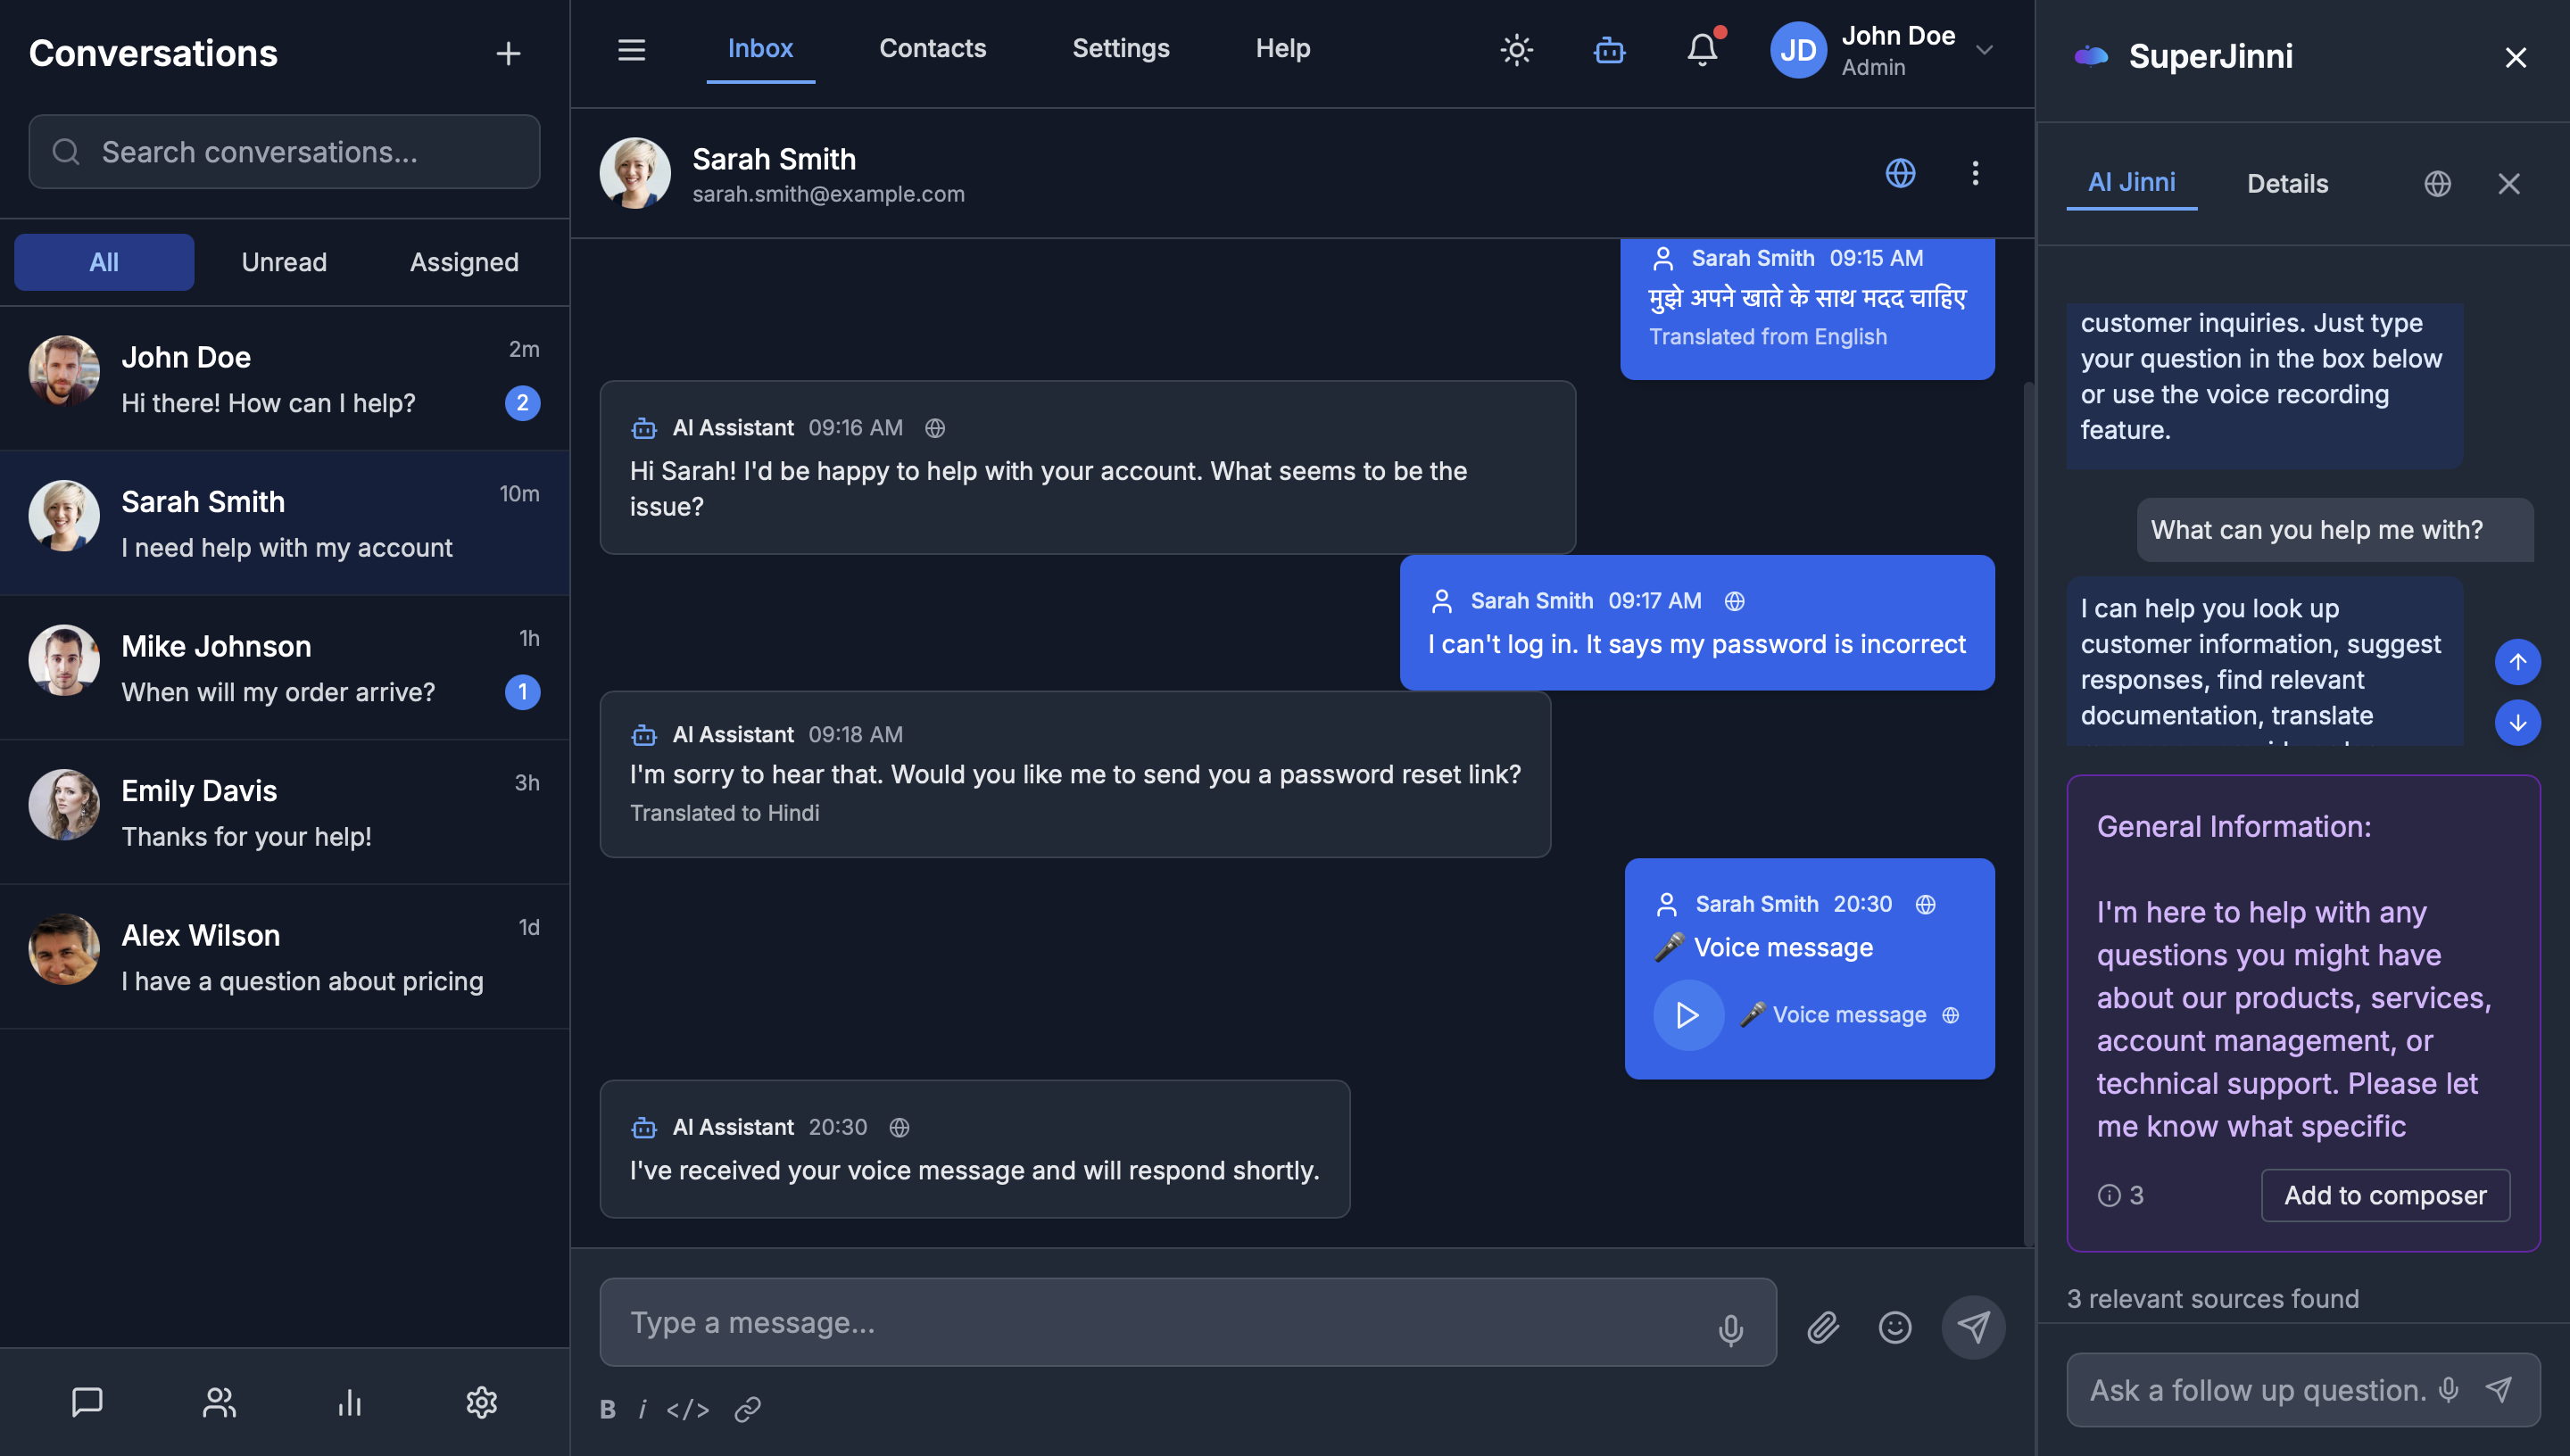 Conversations
Search conversations...
All
Unread
Assigned
John Doe
2m
Hi there! How can I help?
2
Sarah Smith
10m
I need help with my account
Mike Johnson
1h
When will my order arrive?
1
Emily Davis
3h
Thanks for your help!
Alex Wilson
1d
I have a question about pricing
Inbox
Contacts
Settings
Help
JD
John Doe
Admin
Sarah Smith
sarah.smith@example.com
Sarah Smith 09:15 AM
मुझे अपने खाते के साथ मदद चाहिए
Translated from English
AI Assistant 09:16 AM
Hi Sarah! I'd be happy to help with your account. What seems to be the
issue?
Sarah Smith 09:17 AM
I can't log in. It says my password is incorrect
AI Assistant 09:18 AM
I'm sorry to hear that. Would you like me to send you a password reset link?
Translated to Hindi
Sarah Smith 20:30
🎤 Voice message
🎤 Voice message
AI Assistant 20:30
I've received your voice message and will respond shortly.
Type a message...
B i </>
SuperJinni
AI Jinni
Details
customer inquiries. Just type
your question in the box below
or use the voice recording
feature.
What can you help me with?
I can help you look up
customer information, suggest
responses, find relevant
documentation, translate
General Information:
I'm here to help with any
questions you might have
about our products, services,
account management, or
technical support. Please let
me know what specific
3
Add to composer
3 relevant sources found
Ask a follow up question.